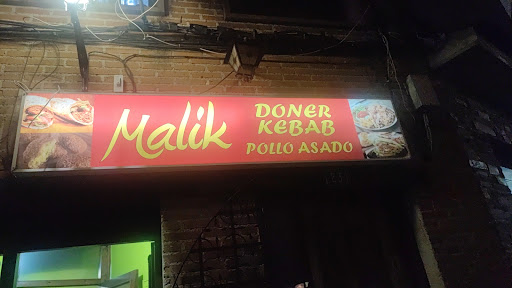 Malik
DONER
KEBAB
POLLO ASADO